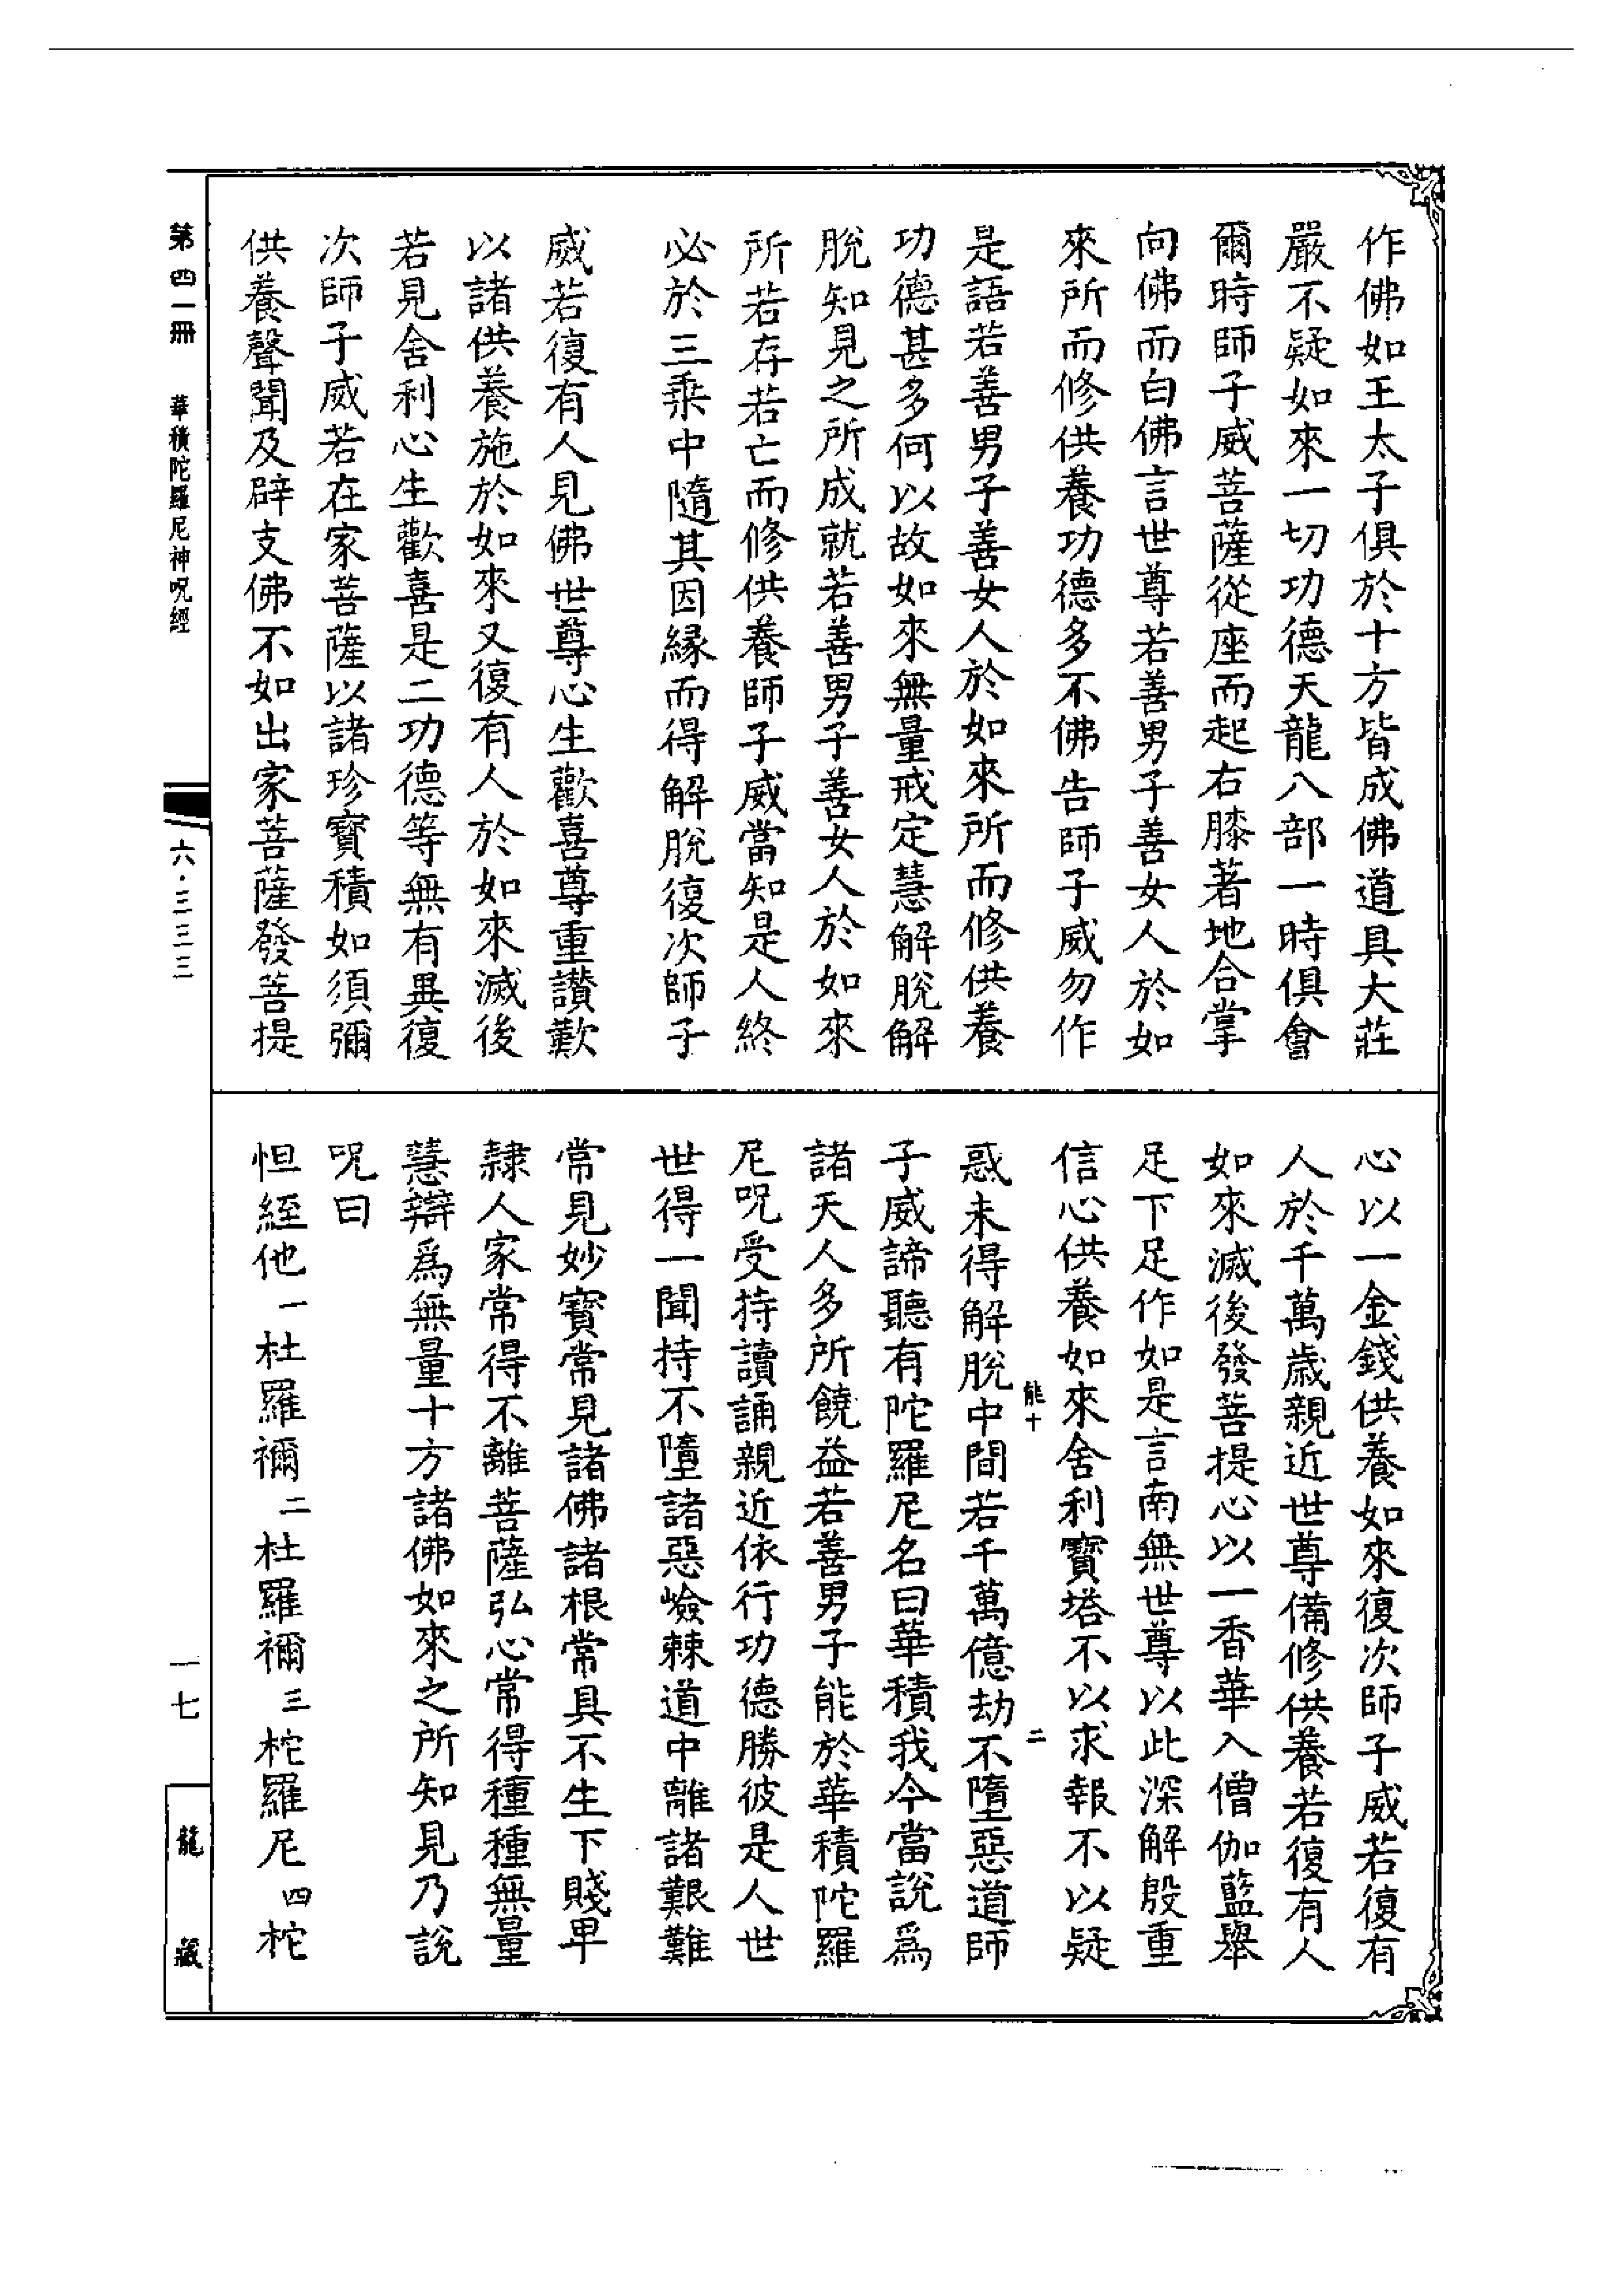 作佛如王太子俱於十方皆成佛道具大莊
嚴不疑如來一切功德天龍八部一時俱會
爾時師子威菩薩從座而起右膝著地合掌
向佛而白佛言世尊若善男子善女人於如
來所而修供養功德多不佛告師子威勿作
是語若善男子善女人於如來所而修供養
功德甚多何以故如來無量戒定慧解脫解
脫知見之所成就若善男子善女人於如來
所若存若亡而修供養師子威當知是人終
必於三乘中隨其因緣而得解脫復次師子
威若復有人見佛世尊心生歡喜尊重讚歎
以諸供養施於如來又復有人於如來滅後
若見舍利心生歡喜是二功德等無有異復
次師子威若在家菩薩以諸珍寶積如須彌
供養聲聞及辟支佛不如出家菩薩發菩提
心以一金錢供養如來復次師子威若復有
人於千萬歲親近世尊備修供養若復有人
如來滅後發菩提心以一香華入僧伽藍舉
足下足作如是言南無世尊以此深解殷重
信心供養如來舍利寶塔不以求報不以疑
能十
二
惑未得解脫中間若千萬億劫不墮惡道師
子威諦聽有陀羅尼名曰華積我今當說為
諸天人多所饒益若善男子能於華積陀羅
尼呪受持讀誦親近依行功德勝彼是人世
世得一聞持不墮諸惡嶮棘道中離諸艱難
常見妙寶常見諸佛諸根常具不生下賤卑
隸人家常得不離菩薩弘心常得種種無量
慧辯為無量十方諸佛如來之所知見乃說
呪曰
怛絰他一杜羅禰二杜羅禰三柁羅尼四柁
第四一冊 華積陀羅尼神呪經
六·三三三
一七
龍藏